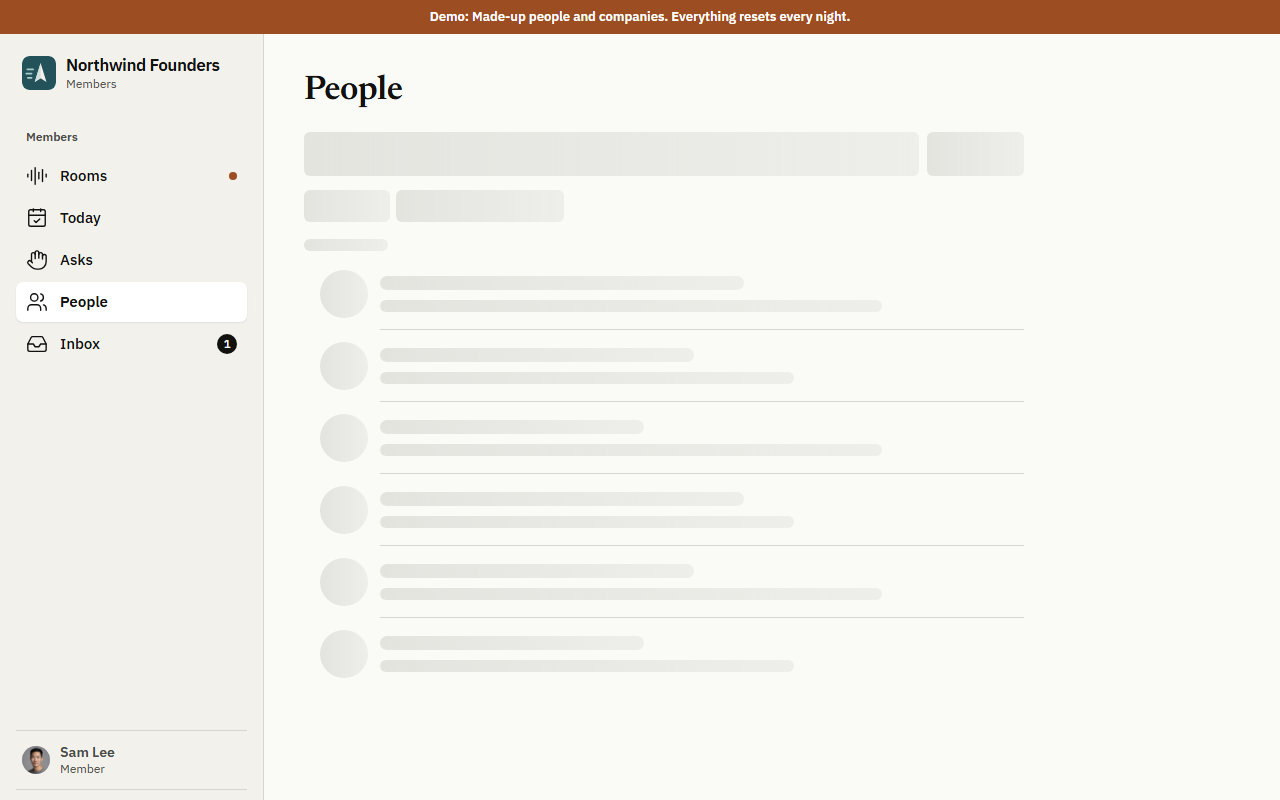 Demo: Made-up people and companies. Everything resets every night.
Northwind Founders
Members
Members
Rooms
Today
Asks
People
Inbox
1
Sam Lee
Member
People